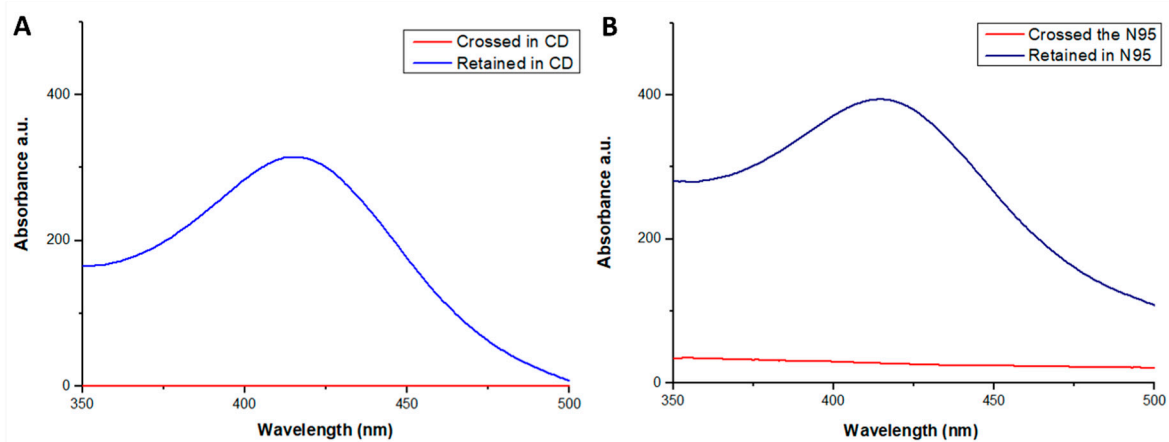 A
Crossed in CD
Retained in CD
Absorbance a.u.
400
200
0
350
400
450
500
Wavelength (nm)
B
Crossed the N95
Retained in N95
Absorbance a.u.
400
200
0
350
400
450
500
Wavelength (nm)